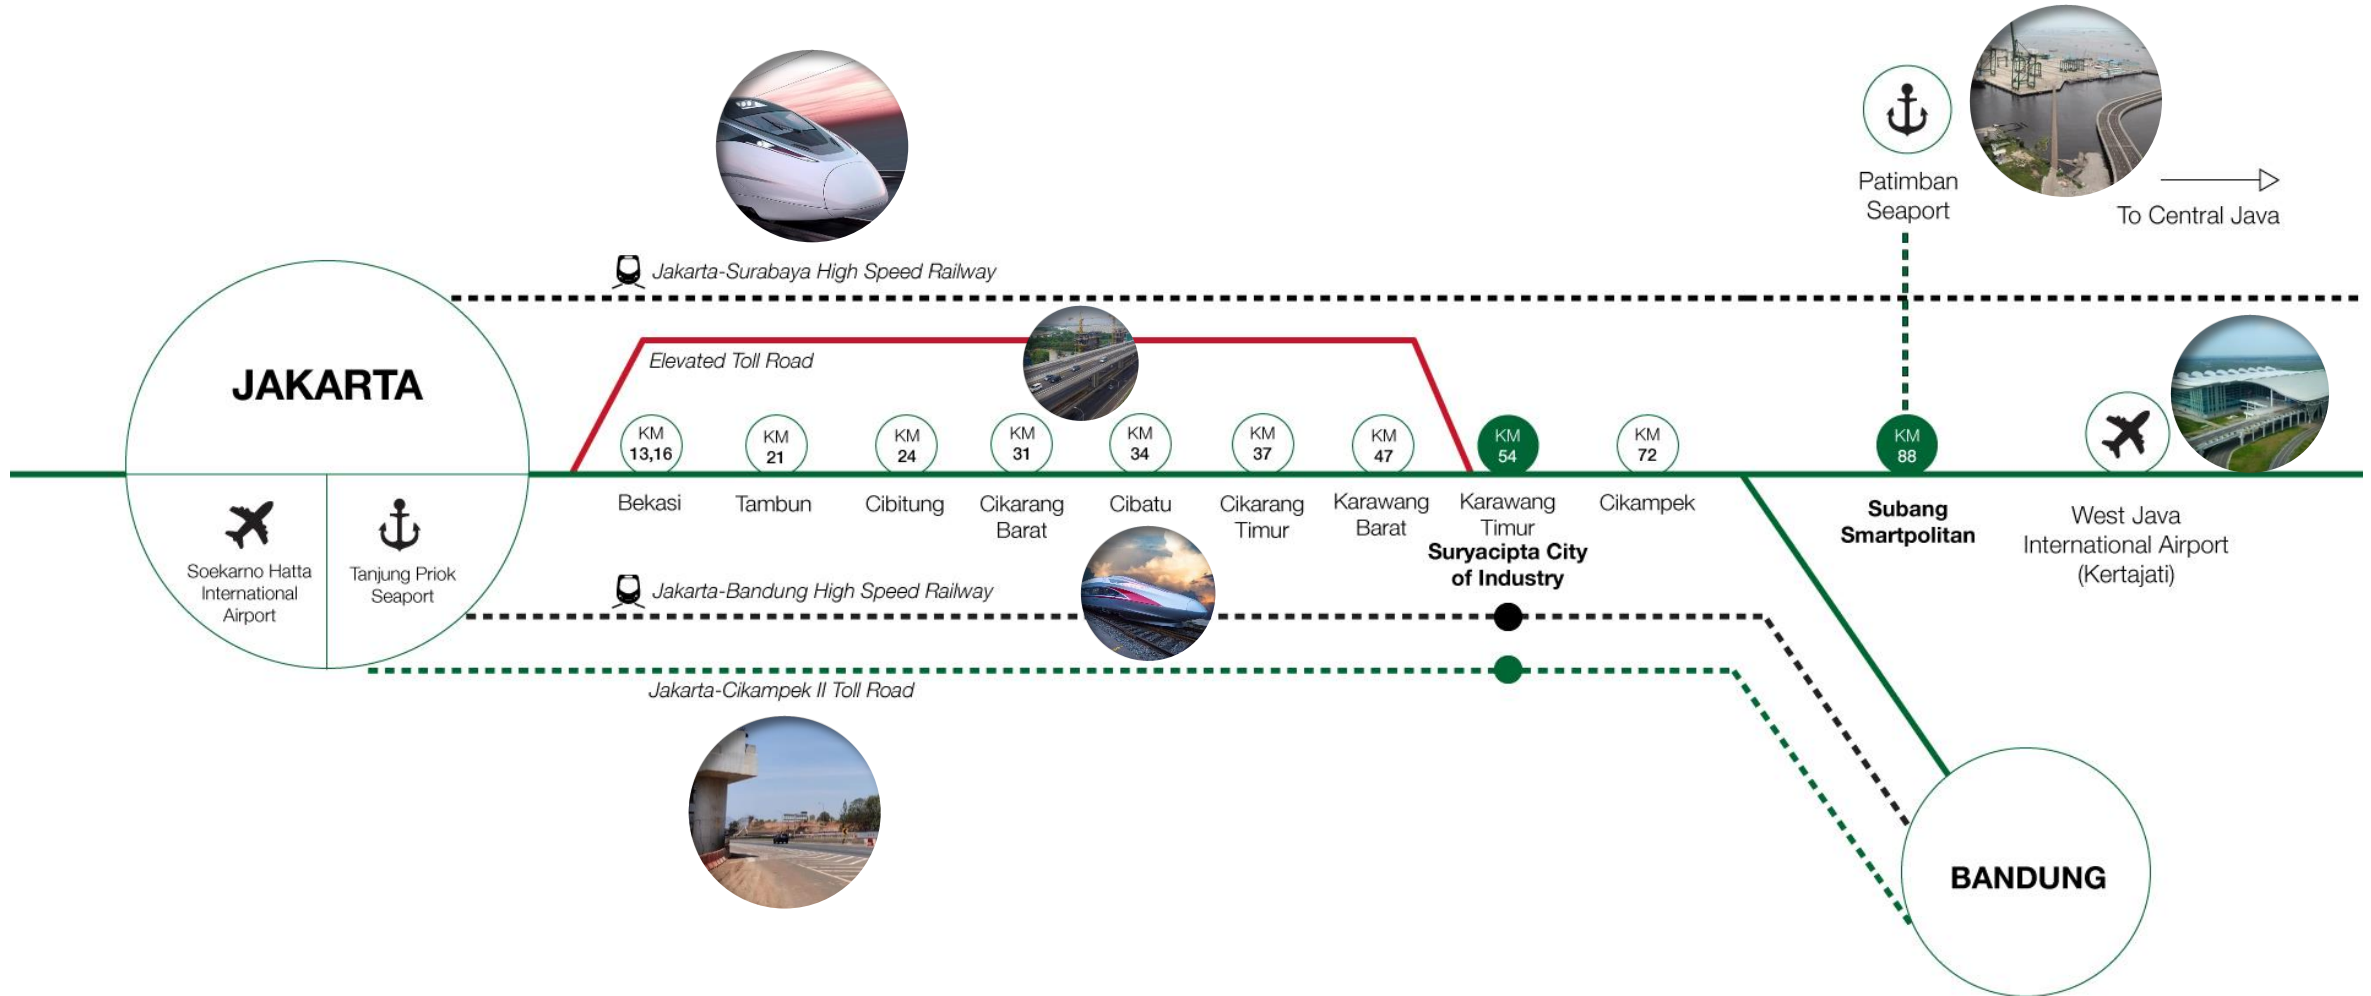 Patimban
Seaport
To Central Java
Jakarta-Surabaya High Speed Railway
JAKARTA
Elevated Toll Road
KM
13,16
KM
21
KM
24
KM
31
KM
34
KM
37
KM
47
KM
54
KM
72
KM
88
Bekasi
Tambun
Cibitung
Cikarang
Barat
Cibatu
Cikarang
Timur
Karawang
Barat
Karawang
Timur
Suryacipta City
of Industry
Cikampek
Subang
Smartpolitan
West Java
International Airport
(Kertajati)
Soekarno Hatta
International
Airport
Tanjung Priok
Seaport
Jakarta-Bandung High Speed Railway
Jakarta-Cikampek II Toll Road
BANDUNG